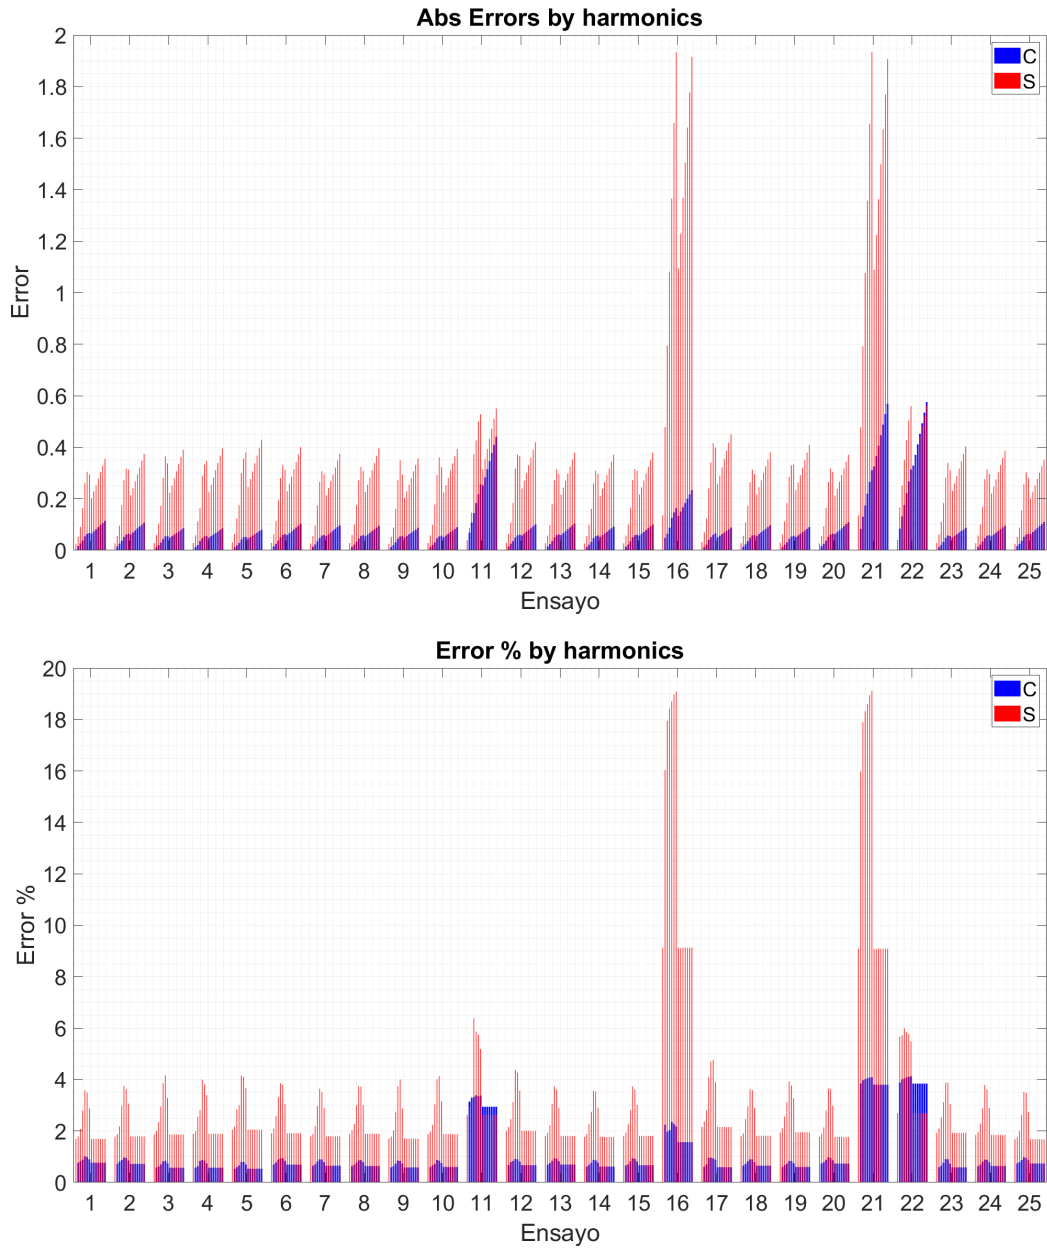 Abs Errors by harmonics
2
1.8
1.6
1.4
1.2
1
0.8
0.6
0.4
0.2
0
Error
C
S
1 2 3 4 5 6 7 8 9 10 11 12 13 14 15 16 17 18 19 20 21 22 23 24 25
Ensayo
Error % by harmonics
20
18
16
14
12
10
8
6
4
2
0
Error %
C
S
1 2 3 4 5 6 7 8 9 10 11 12 13 14 15 16 17 18 19 20 21 22 23 24 25
Ensayo